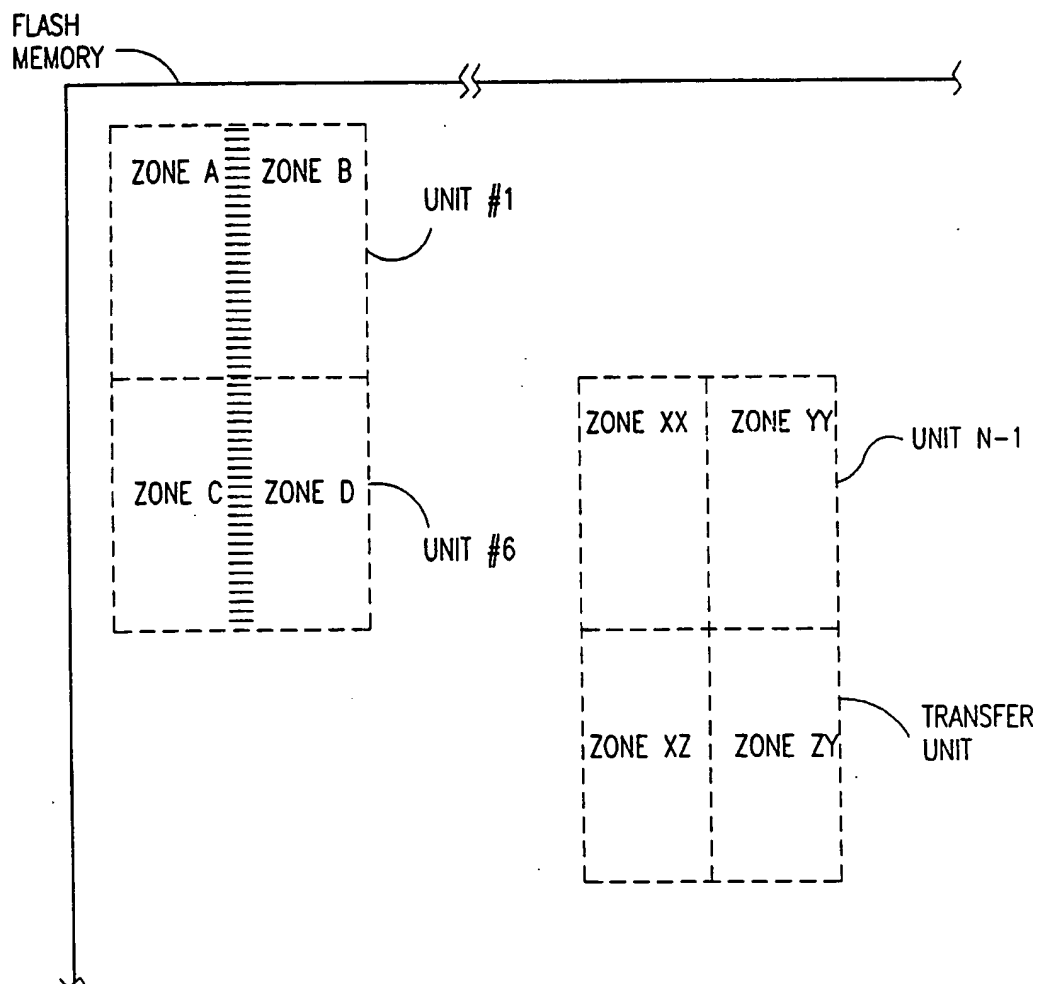 FLASH
MEMORY
ZONE A
ZONE B
UNIT #1
ZONE C
ZONE D
UNIT #6
ZONE XX
ZONE YY
UNIT N-1
ZONE XZ
ZONE ZY
TRANSFER
UNIT